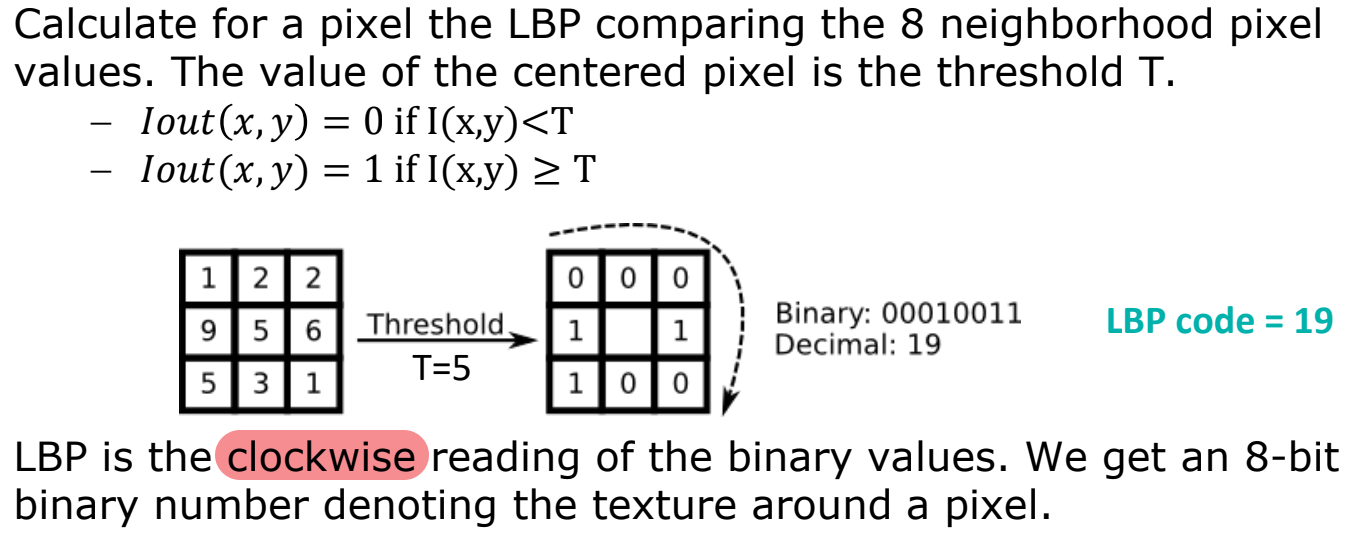 Calculate for a pixel the LBP comparing the 8 neighborhood pixel
values. The value of the centered pixel is the threshold T.
– Iout(x, y) = 0 if I(x,y)<T
– Iout(x, y) = 1 if I(x,y) ≥ T
1 2 2
9 5 6
5 3 1
Threshold
T=5
0 0 0
1 1
1 0 0
Binary: 00010011
Decimal: 19
LBP code = 19
LBP is the clockwise reading of the binary values. We get an 8-bit
binary number denoting the texture around a pixel.